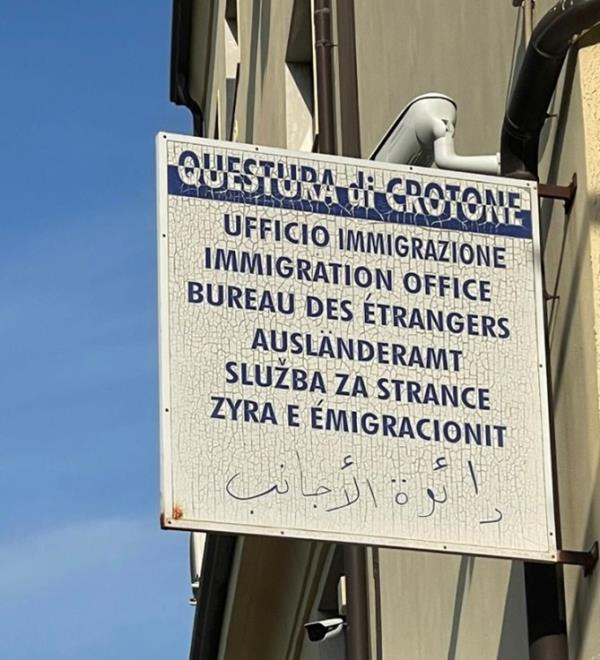 QUESTURA di CROTONE
UFFICIO IMMIGRAZIONE
IMMIGRATION OFFICE
BUREAU DES ÉTRANGERS
AUSLÄNDERAMT
SLUŽBA ZA STRANCE
ZYRA E ÉMIGRACIONIT
دائوة الأجانب